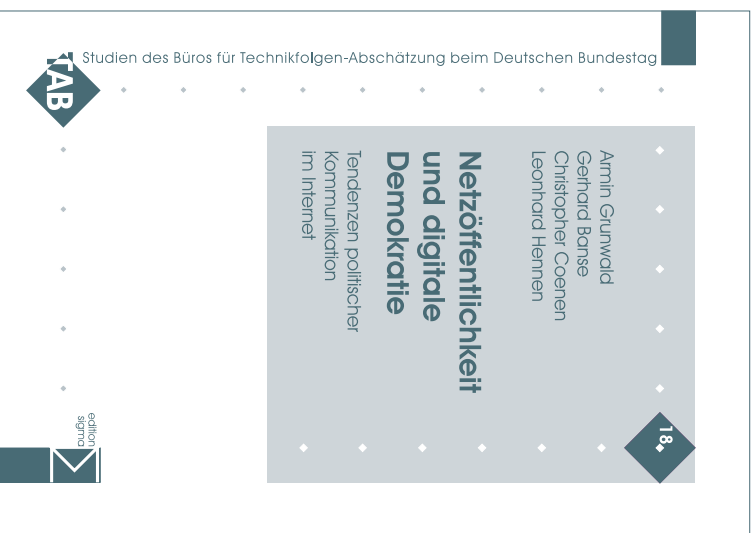 Studien des Büros für Technikfolgen-Abschätzung beim Deutschen Bundestag
TAB
18
Armin Grunwald
Gerhard Banse
Christopher Coenen
Leonhard Hennen
Netzöffentlichkeit
und digitale
Demokratie
Tendenzen politischer
Kommunikation
im Internet
edition
sigma